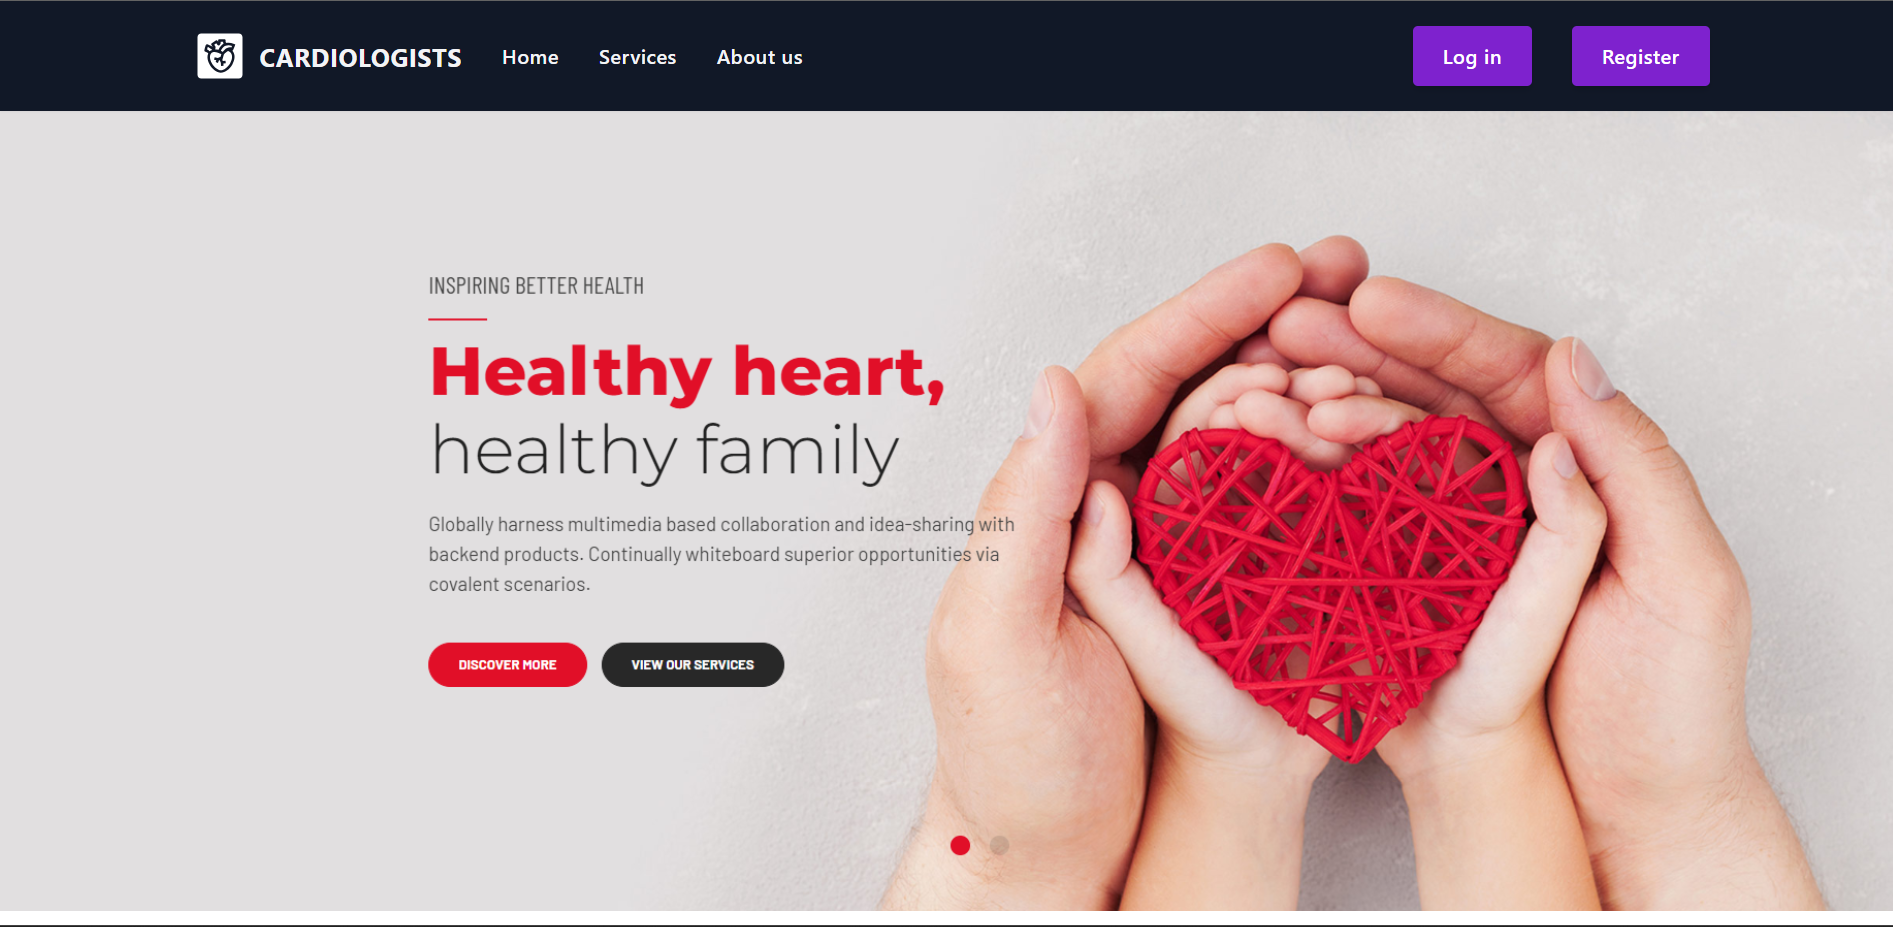 CARDIOLOGISTS Home Services About us Log in Register
INSPIRING BETTER HEALTH
Healthy heart,
healthy family
Globally harness multimedia based collaboration and idea-sharing with
backend products. Continually whiteboard superior opportunities via
covalent scenarios.
DISCOVER MORE VIEW OUR SERVICES